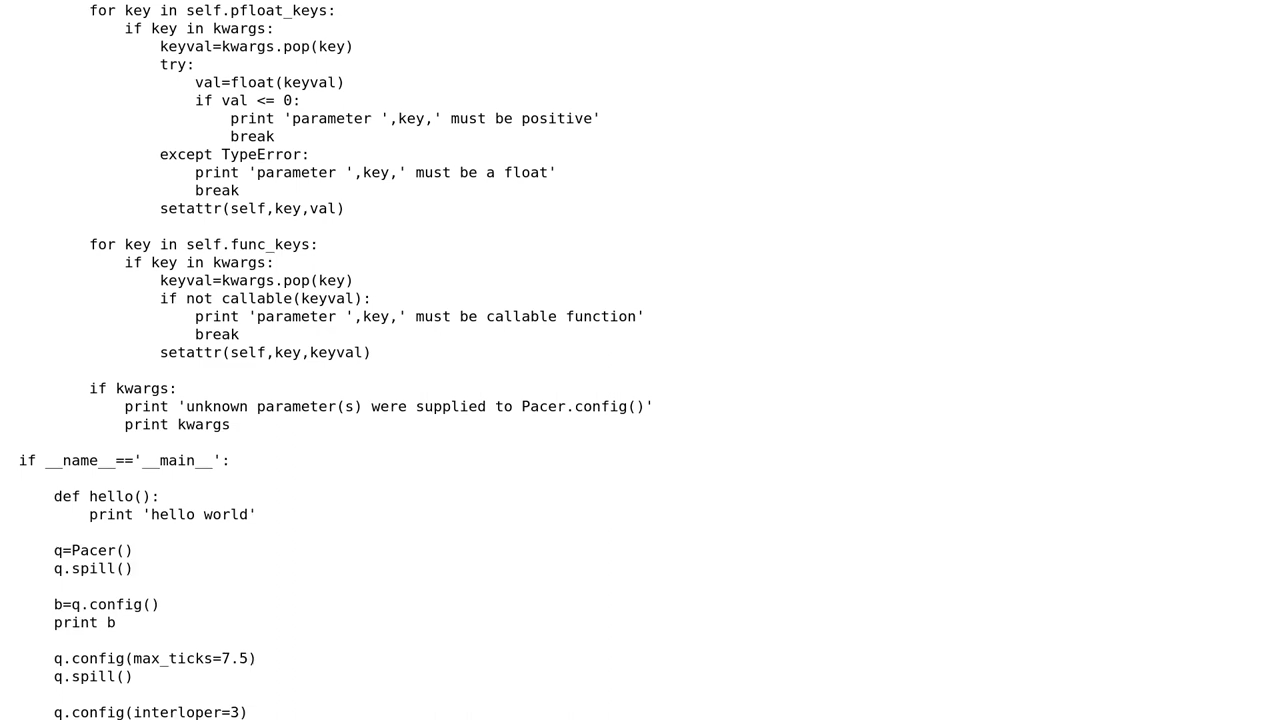 for key in self.pfloat_keys:
            if key in kwargs:
                keyval=kwargs.pop(key)
                try:
                    val=float(keyval)
                    if val <= 0:
                        print 'parameter ',key,' must be positive'
                        break
                except TypeError:
                    print 'parameter ',key,' must be a float'
                    break
                setattr(self,key,val)

        for key in self.func_keys:
            if key in kwargs:
                keyval=kwargs.pop(key)
                if not callable(keyval):
                    print 'parameter ',key,' must be callable function'
                    break
                setattr(self,key,keyval)

        if kwargs:
            print 'unknown parameter(s) were supplied to Pacer.config()'
            print kwargs

if __name__=='__main__':

    def hello():
        print 'hello world'

    q=Pacer()
    q.spill()

    b=q.config()
    print b

    q.config(max_ticks=7.5)
    q.spill()

    q.config(interloper=3)